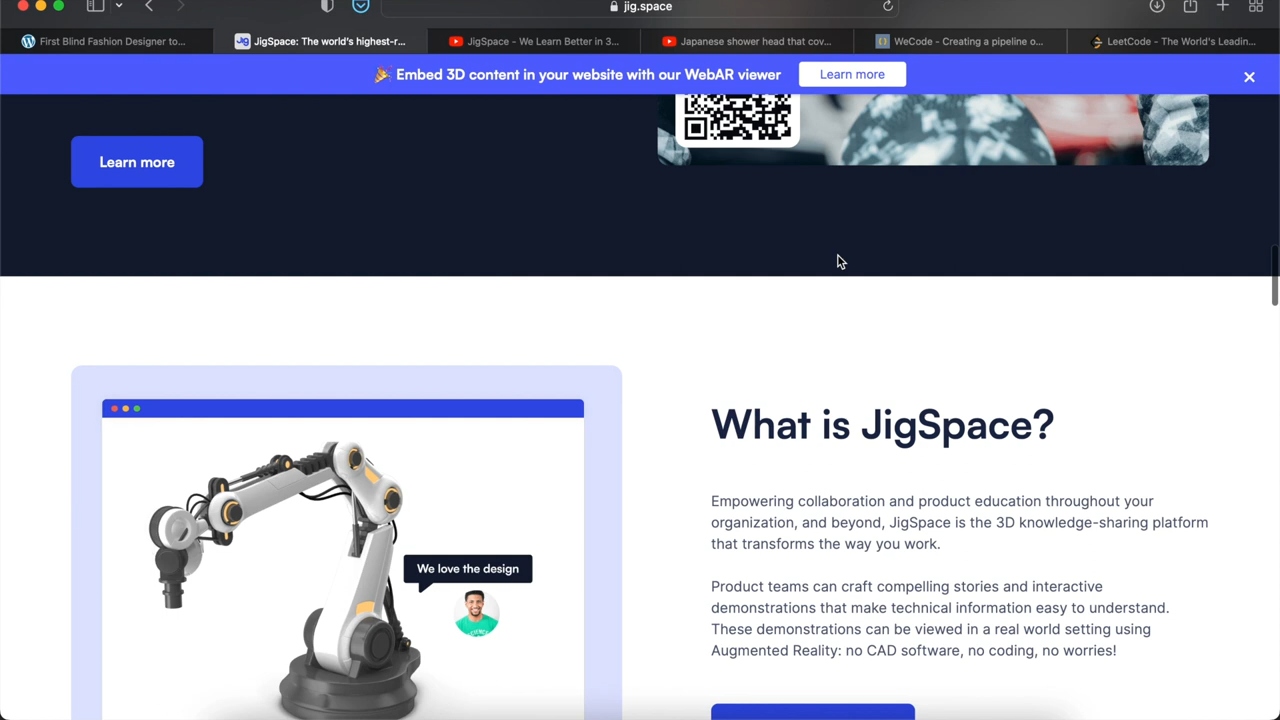 jig.space
First Blind Fashion Designer to...
JigSpace: The world's highest-r...
JigSpace - We Learn Better in 3...
Japanese shower head that cov...
WeCode - Creating a pipeline o...
LeetCode - The World's Leadin...
🎉 Embed 3D content in your website with our WebAR viewer
Learn more
Learn more
What is JigSpace?
Empowering collaboration and product education throughout your
organization, and beyond, JigSpace is the 3D knowledge-sharing platform
that transforms the way you work.
We love the design
Product teams can craft compelling stories and interactive
demonstrations that make technical information easy to understand.
These demonstrations can be viewed in a real world setting using
Augmented Reality: no CAD software, no coding, no worries!